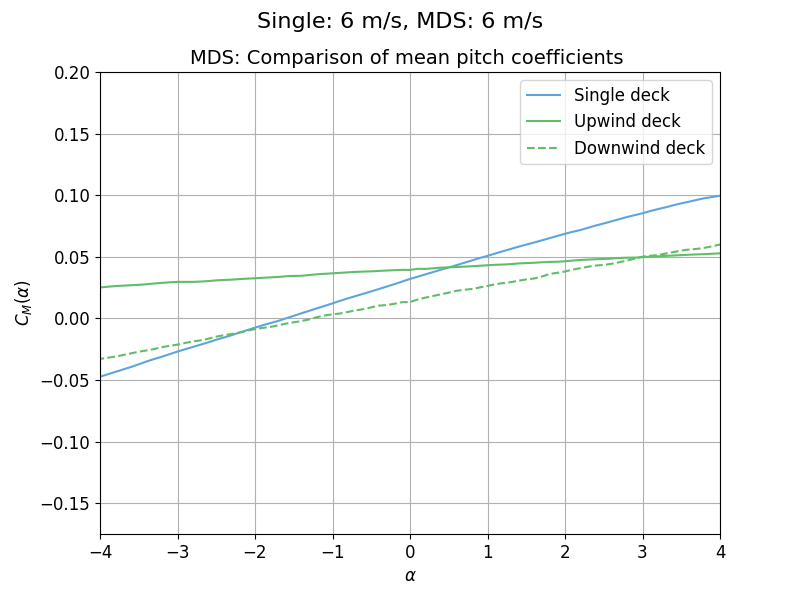 Single: 6 m/s, MDS: 6 m/s
MDS: Comparison of mean pitch coefficients
Single deck
Upwind deck
Downwind deck
0.20
0.15
0.10
0.05
0.00
−0.05
−0.10
−0.15
C_M(α)
−4 −3 −2 −1 0 1 2 3 4
α